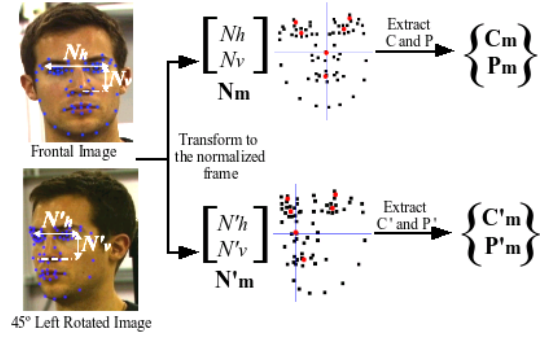 Nh
Nv
Frontal Image
Nh
Nv
Nm
Extract
C and P
Cm
Pm
Transform to
the normalized
frame
N'h
N'v
45º Left Rotated Image
N'h
N'v
N'm
Extract
C' and P'
C'm
P'm